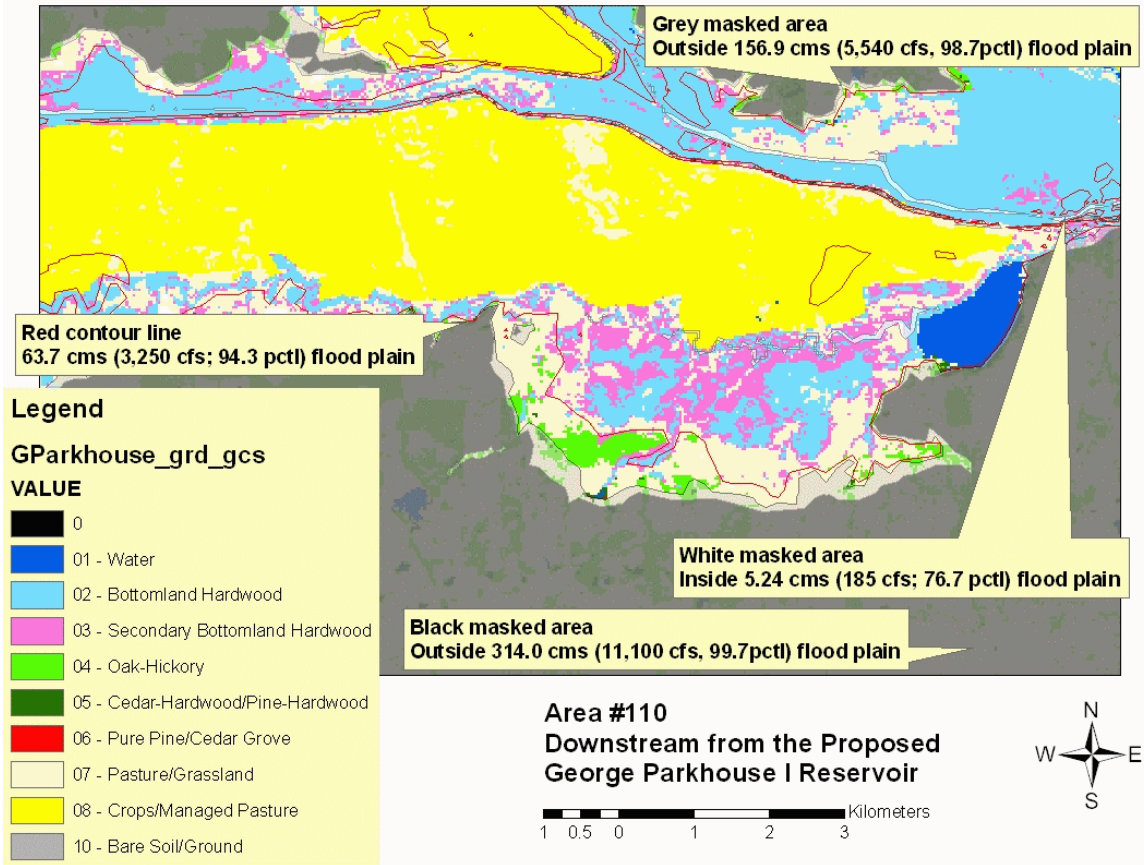 Grey masked area
Outside 156.9 cms (5,540 cfs, 98.7pctl) flood plain
Red contour line
63.7 cms (3,250 cfs; 94.3 pctl) flood plain
White masked area
Inside 5.24 cms (185 cfs; 76.7 pctl) flood plain
Black masked area
Outside 314.0 cms (11,100 cfs, 99.7pctl) flood plain
Legend
GParkhouse_grd_gcs
VALUE
0
01 - Water
02 - Bottomland Hardwood
03 - Secondary Bottomland Hardwood
04 - Oak-Hickory
05 - Cedar-Hardwood/Pine-Hardwood
06 - Pure Pine/Cedar Grove
07 - Pasture/Grassland
08 - Crops/Managed Pasture
10 - Bare Soil/Ground
Area #110
Downstream from the Proposed
George Parkhouse I Reservoir
Kilometers
1 0.5 0 1 2 3
N
W E
S